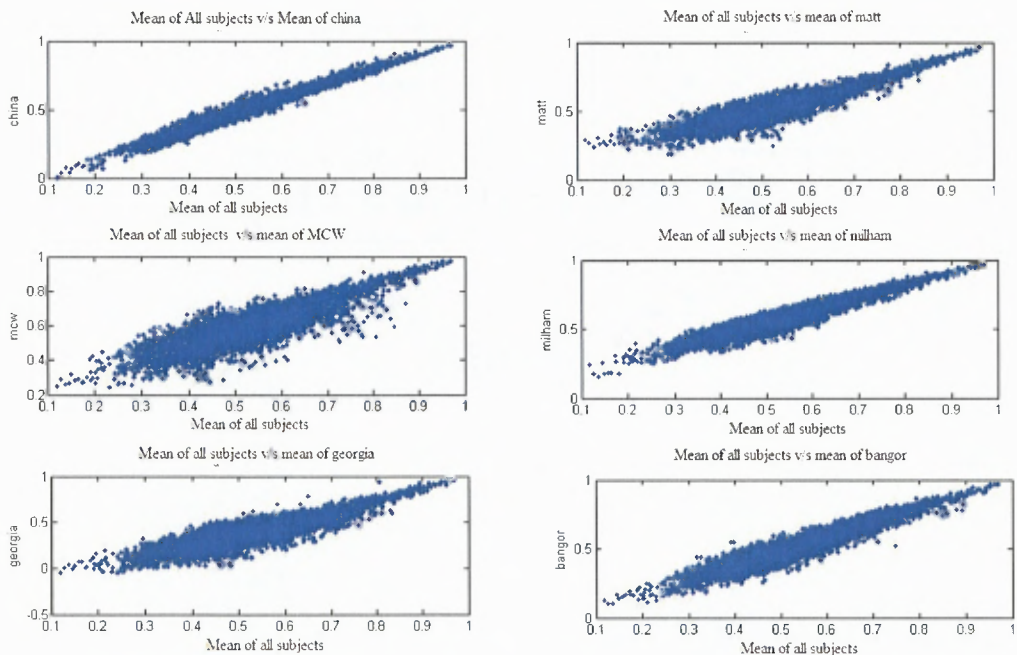 Mean of All subjects v/s Mean of china
1
0.5
0
china
0.1 0.2 0.3 0.4 0.5 0.6 0.7 0.8 0.9 1
Mean of all subjects
Mean of all subjects v/s mean of matt
1
0.5
0
matt
0.1 0.2 0.3 0.4 0.5 0.6 0.7 0.8 0.9 1
Mean of all subjects
Mean of all subjects v/s mean of MCW
1
0.8
0.6
0.4
0.2
mcw
0.1 0.2 0.3 0.4 0.5 0.6 0.7 0.8 0.9 1
Mean of all subjects
Mean of all subjects v/s mean of milham
1
0.5
0
milham
0.1 0.2 0.3 0.4 0.5 0.6 0.7 0.8 0.9 1
Mean of all subjects
Mean of all subjects v/s mean of georgia
1
0.5
0
-0.5
georgia
0.1 0.2 0.3 0.4 0.5 0.6 0.7 0.8 0.9 1
Mean of all subjects
Mean of all subjects v/s mean of bangor
1
0.5
0
bangor
0.1 0.2 0.3 0.4 0.5 0.6 0.7 0.8 0.9 1
Mean of all subjects